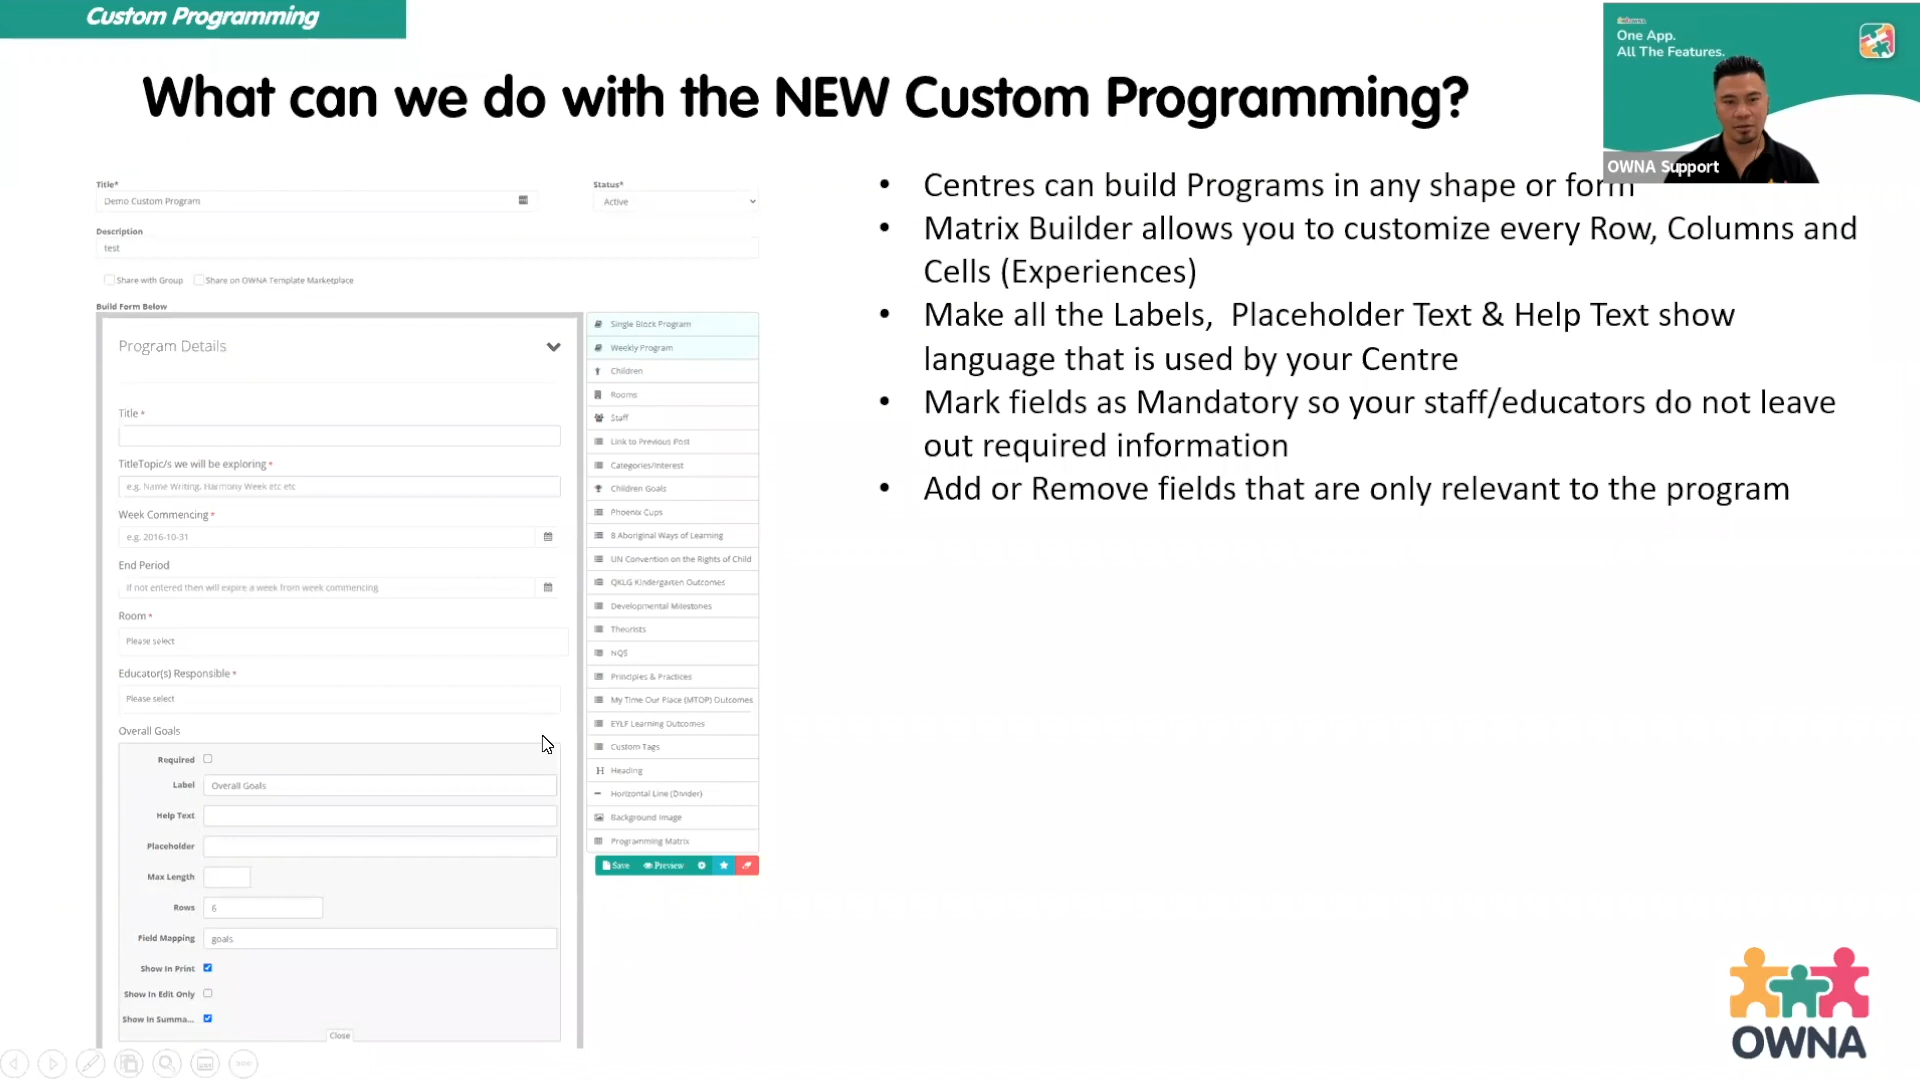 Custom Programming
What can we do with the NEW Custom Programming?
One App.
All The Features.
OWNA Support
Title*
Demo Custom Program
Status*
Active
Description
test
Share with Group
Share on OWNA Template Marketplace
Build Form Below
Program Details
Title *
TitleTopic/s we will be exploring *
e.g. Name Writing, Harmony Week etc etc
Week Commencing *
e.g. 2016-10-31
End Period
if not entered then will expire a week from week commencing
Room *
Please select
Educator(s) Responsible *
Please select
Overall Goals
Required
Label
Overall Goals
Help Text
Placeholder
Max Length
Rows
6
Field Mapping
goals
Show In Print
Show In Edit Only
Show In Summa...
Close
Single Block Program
Weekly Program
Children
Rooms
Staff
Link to Previous Post
Categories/Interest
Children Goals
Phoenix Cups
8 Aboriginal Ways of Learning
UN Convention on the Rights of Child
QKLG Kindergarten Outcomes
Developmental Milestones
Theorists
NQS
Principles & Practices
My Time Our Place (MTOP) Outcomes
EYLF Learning Outcomes
Custom Tags
H Heading
Horizontal Line (Divider)
Background Image
Programming Matrix
Save
Preview
• Centres can build Programs in any shape or form
• Matrix Builder allows you to customize every Row, Columns and
Cells (Experiences)
• Make all the Labels, Placeholder Text & Help Text show
language that is used by your Centre
• Mark fields as Mandatory so your staff/educators do not leave
out required information
• Add or Remove fields that are only relevant to the program
OWNA